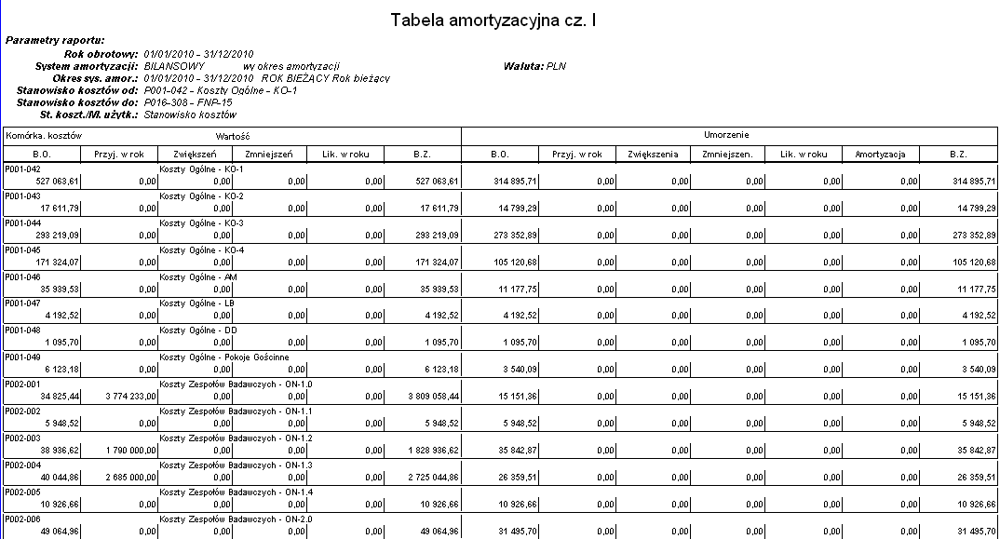 Tabela amortyzacyjna cz. I
Parametry raportu:
Rok obrotowy: 01/01/2010 - 31/12/2010
System amortyzacji: BILANSOWY wy okres amortyzacji Waluta: PLN
Okres sys. amor.: 01/01/2010 - 31/12/2010 ROK BIEŻĄCY Rok bieżący
Stanowisko kosztów od: P001-042 - Koszty Ogólne - KO-1
Stanowisko kosztów do: P016-308 - FNP-15
St. koszt./M. użytk.: Stanowisko kosztów
Komórka. kosztów Wartość Umorzenie
B.O. Przyj. w rok Zwiększeń Zmniejszeń Lik. w roku B.Z. B.O. Przyj. w rok Zwiększenia Zmniejszen. Lik. w roku Amortyzacja B.Z.
P001-042 Koszty Ogólne - KO-1
527 063,61 0,00 0,00 0,00 0,00 527 063,61 314 895,71 0,00 0,00 0,00 0,00 0,00 314 895,71
P001-043 Koszty Ogólne - KO-2
17 611,79 0,00 0,00 0,00 0,00 17 611,79 14 799,29 0,00 0,00 0,00 0,00 0,00 14 799,29
P001-044 Koszty Ogólne - KO-3
293 219,09 0,00 0,00 0,00 0,00 293 219,09 273 352,89 0,00 0,00 0,00 0,00 0,00 273 352,89
P001-045 Koszty Ogólne - KO-4
171 324,07 0,00 0,00 0,00 0,00 171 324,07 105 120,68 0,00 0,00 0,00 0,00 0,00 105 120,68
P001-046 Koszty Ogólne - AM
35 939,53 0,00 0,00 0,00 0,00 35 939,53 11 177,75 0,00 0,00 0,00 0,00 0,00 11 177,75
P001-047 Koszty Ogólne - LB
4 192,52 0,00 0,00 0,00 0,00 4 192,52 4 192,52 0,00 0,00 0,00 0,00 0,00 4 192,52
P001-048 Koszty Ogólne - DD
1 095,70 0,00 0,00 0,00 0,00 1 095,70 1 095,70 0,00 0,00 0,00 0,00 0,00 1 095,70
P001-049 Koszty Ogólne - Pokoje Gościnne
6 123,18 0,00 0,00 0,00 0,00 6 123,18 3 540,09 0,00 0,00 0,00 0,00 0,00 3 540,09
P002-001 Koszty Zespołów Badawczych - ON-1.0
34 825,44 3 774 233,00 0,00 0,00 0,00 3 809 058,44 15 151,36 0,00 0,00 0,00 0,00 0,00 15 151,36
P002-002 Koszty Zespołów Badawczych - ON-1.1
5 948,52 0,00 0,00 0,00 0,00 5 948,52 5 948,52 0,00 0,00 0,00 0,00 0,00 5 948,52
P002-003 Koszty Zespołów Badawczych - ON-1.2
38 936,62 1 790 000,00 0,00 0,00 0,00 1 828 936,62 35 842,87 0,00 0,00 0,00 0,00 0,00 35 842,87
P002-004 Koszty Zespołów Badawczych - ON-1.3
40 044,86 2 685 000,00 0,00 0,00 0,00 2 725 044,86 26 359,51 0,00 0,00 0,00 0,00 0,00 26 359,51
P002-005 Koszty Zespołów Badawczych - ON-1.4
10 926,66 0,00 0,00 0,00 0,00 10 926,66 10 926,66 0,00 0,00 0,00 0,00 0,00 10 926,66
P002-006 Koszty Zespołów Badawczych - ON-2.0
49 064,96 0,00 0,00 0,00 0,00 49 064,96 31 495,70 0,00 0,00 0,00 0,00 0,00 31 495,70